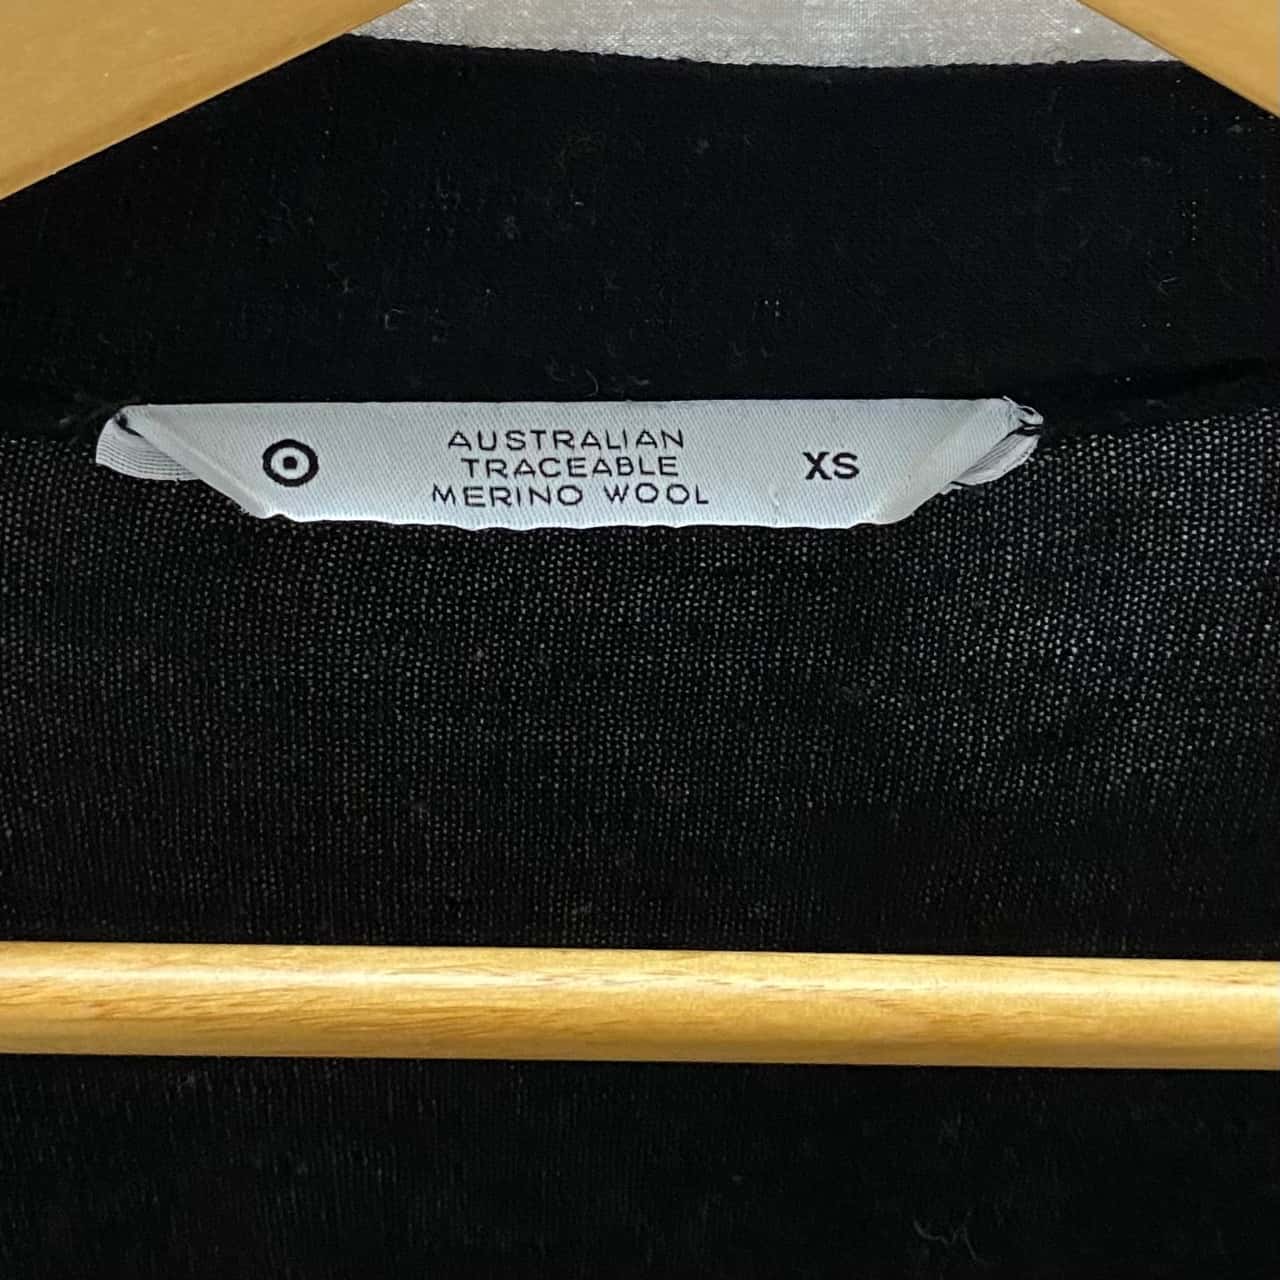 AUSTRALIAN
TRACEABLE
MERINO WOOL
XS